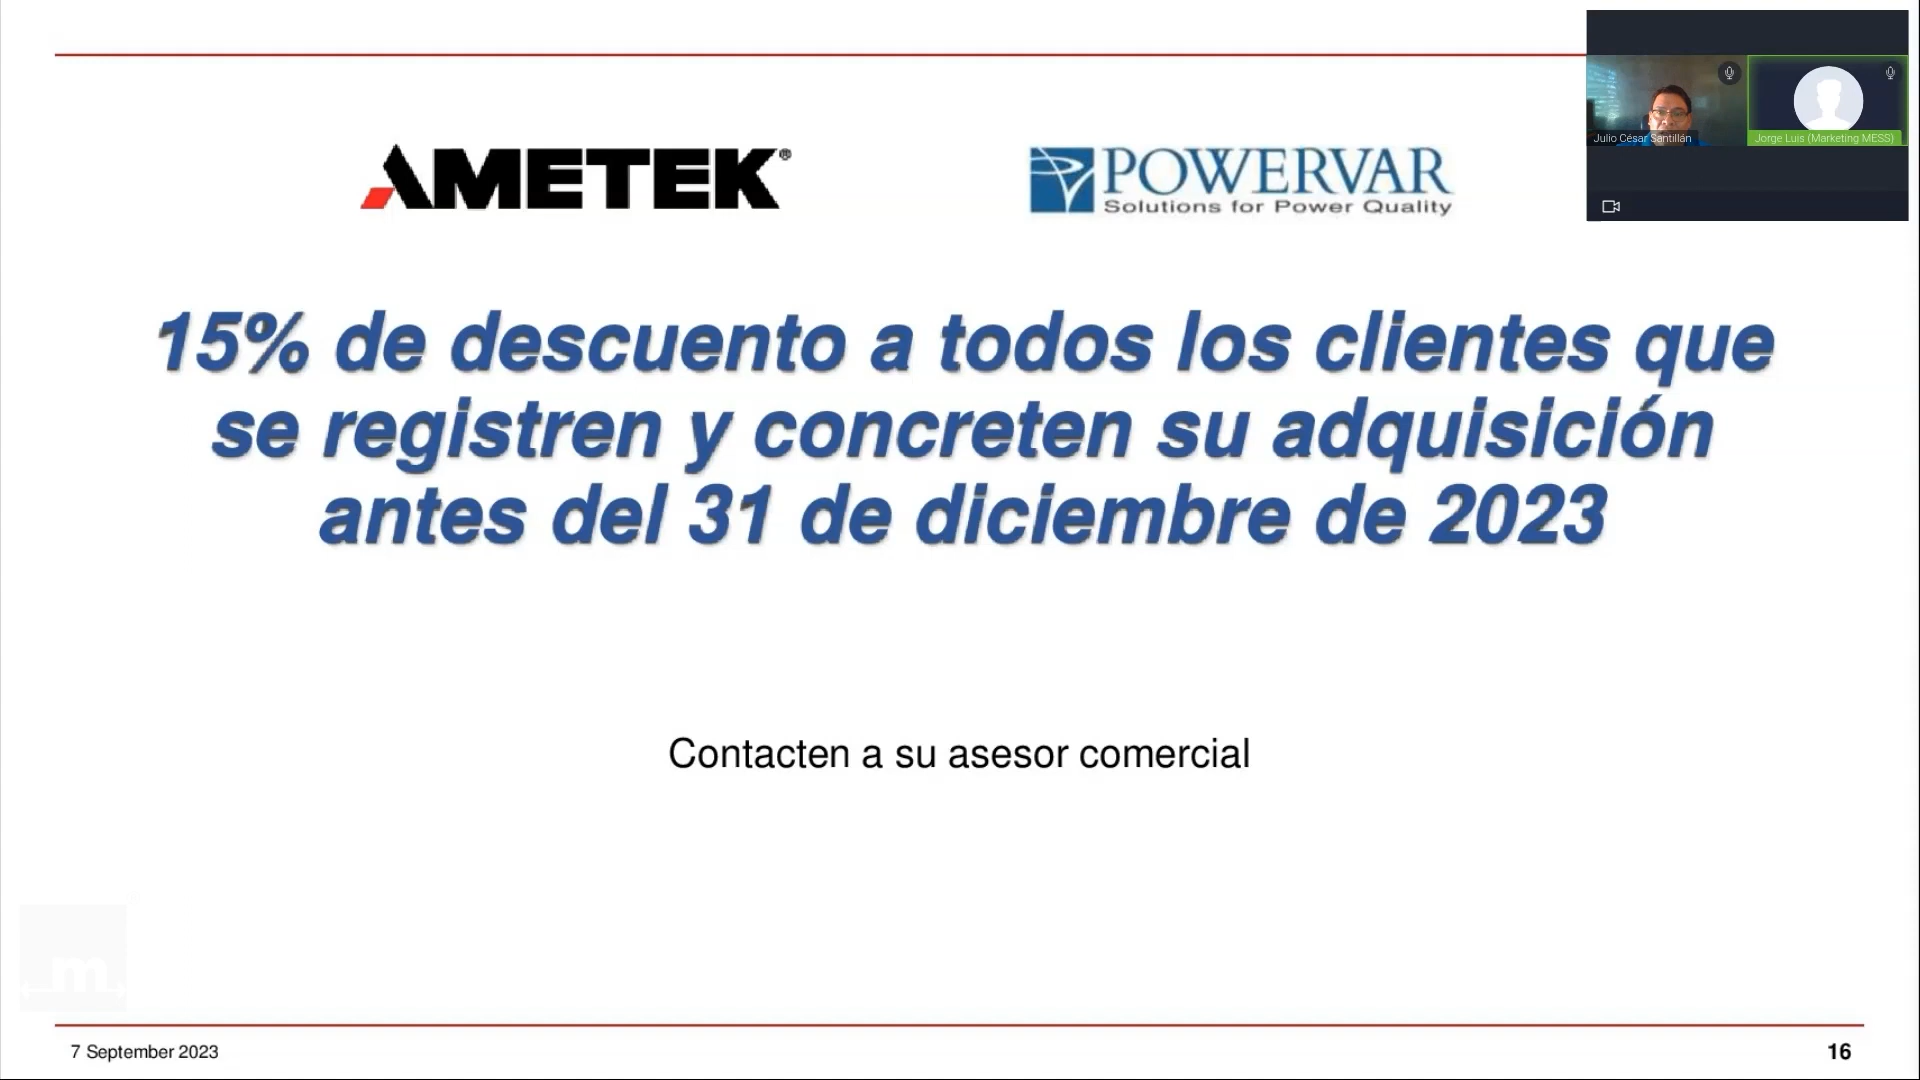 AMETEK®
POWERVAR
Solutions for Power Quality
Julio César Santillán
Jorge Luis (Marketing MESS)
15% de descuento a todos los clientes que
se registren y concreten su adquisición
antes del 31 de diciembre de 2023
Contacten a su asesor comercial
m
7 September 2023
16